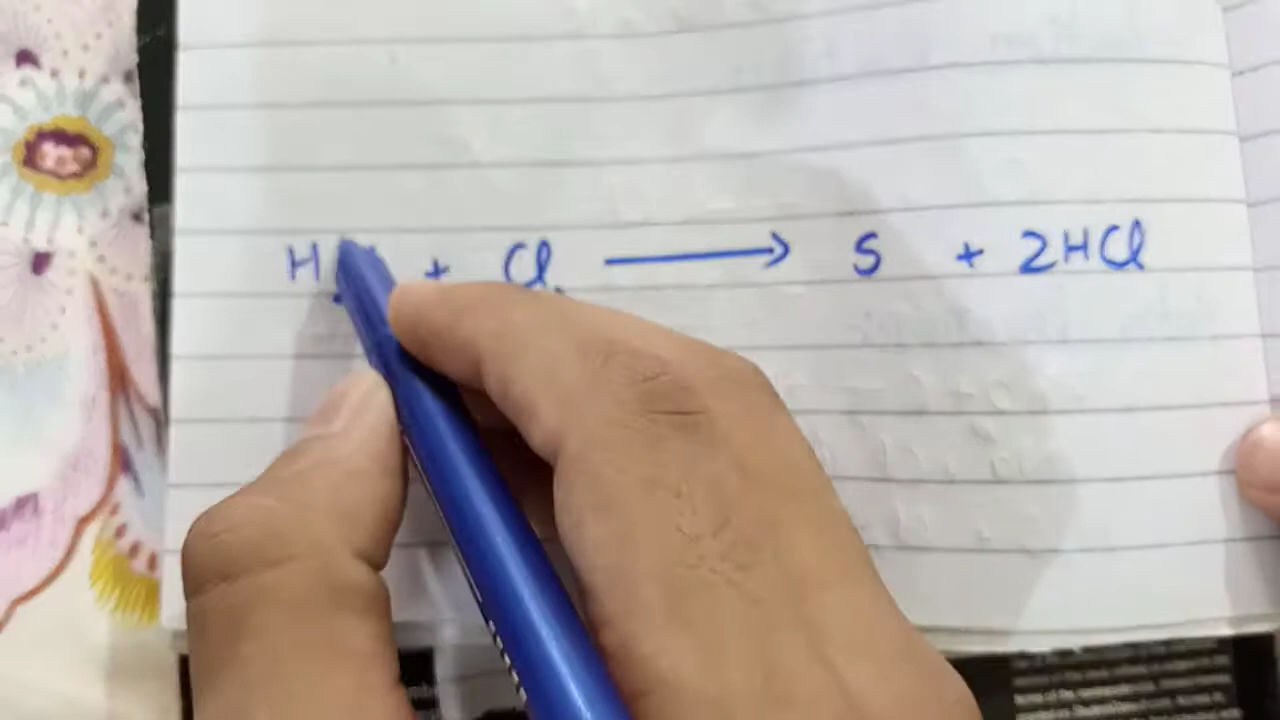 H + Cl → S + 2HCl